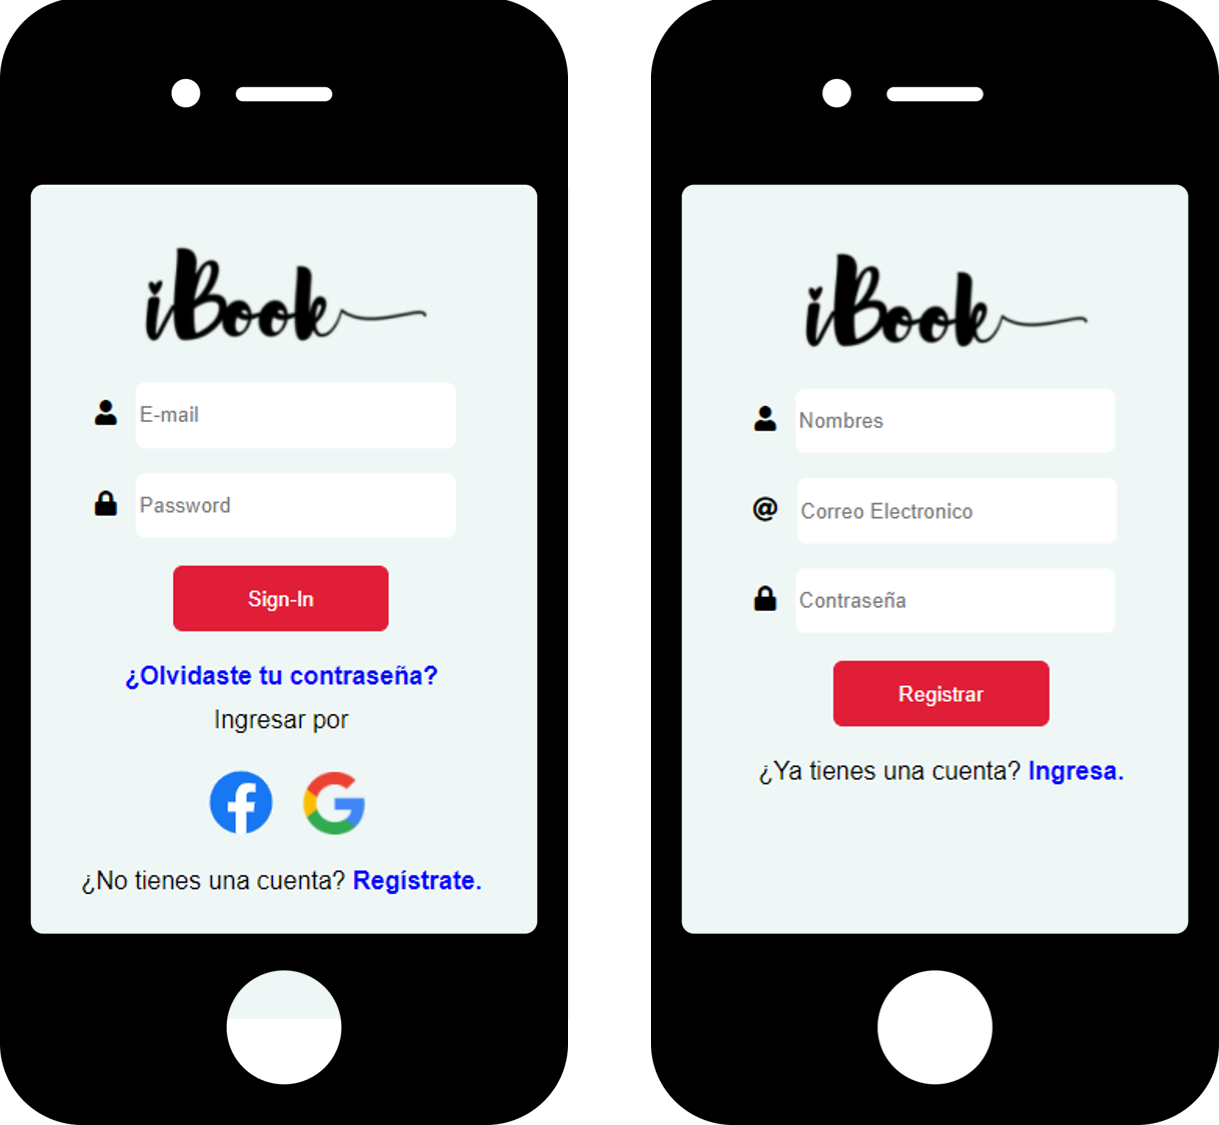 iBook
E-mail
Password
Sign-In
¿Olvidaste tu contraseña?
Ingresar por
¿No tienes una cuenta? Regístrate.
iBook
Nombres
@ Correo Electronico
Contraseña
Registrar
¿Ya tienes una cuenta? Ingresa.